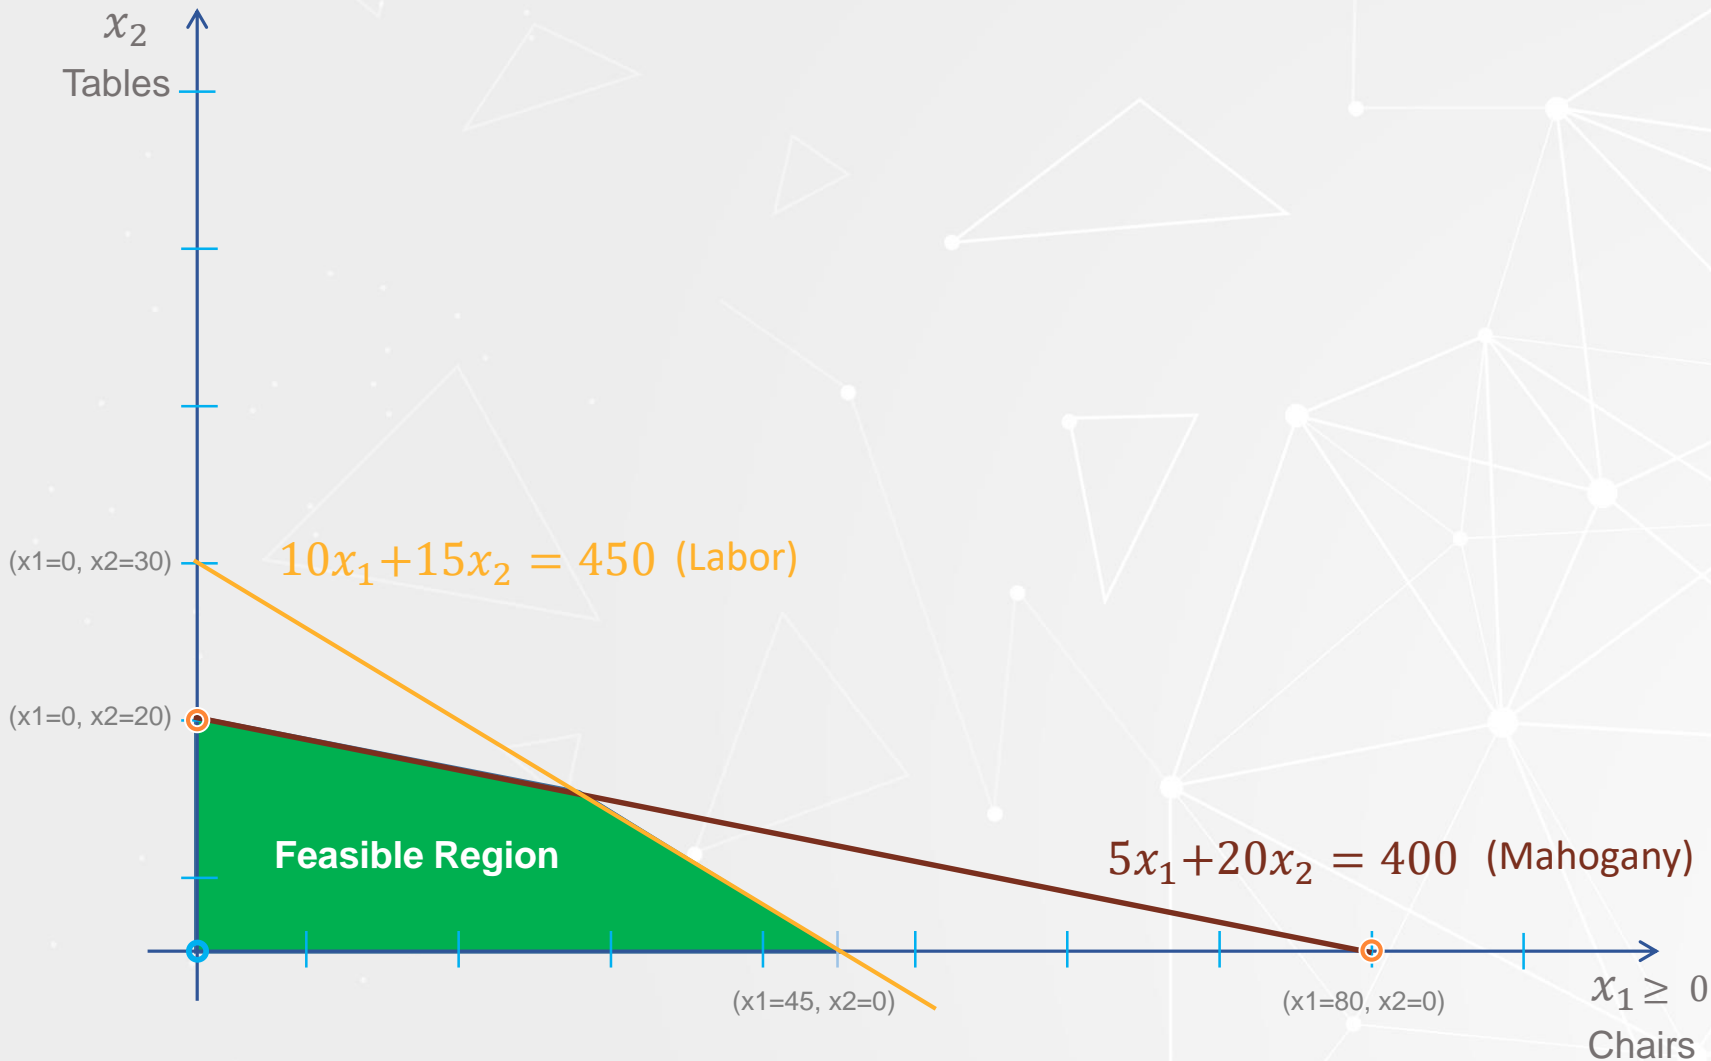 x₂
Tables
(x1=0, x2=30)
10x₁+15x₂ = 450 (Labor)
(x1=0, x2=20)
Feasible Region
5x₁+20x₂ = 400 (Mahogany)
(x1=45, x2=0)
(x1=80, x2=0)
x₁ ≥ 0
Chairs